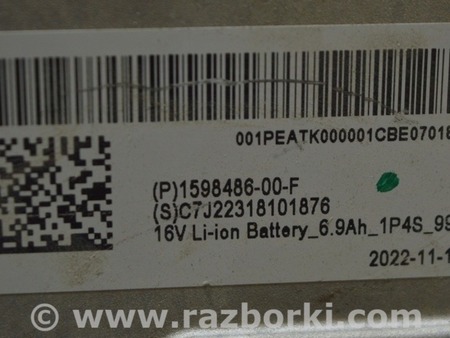 001PEATK000001CBE07018
(P)1598486-00-F
(S)C7J22318101876
16V Li-ion Battery_6.9Ah_1P4S_99
2022-11-1
© www.razborki.com